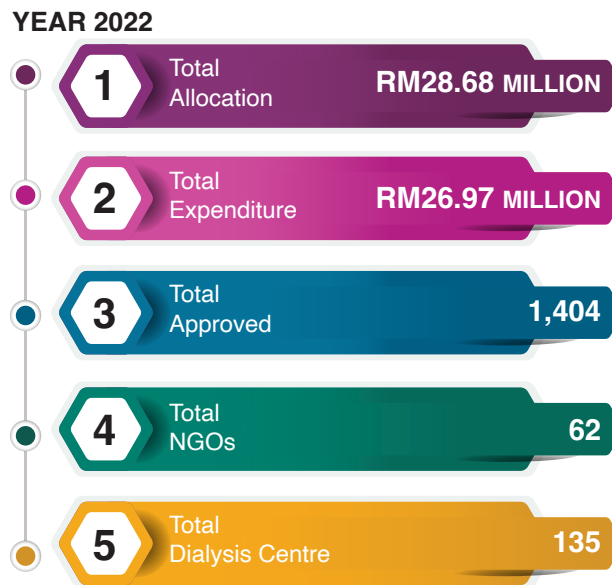 YEAR 2022
1
Total
Allocation
RM28.68 MILLION
2
Total
Expenditure
RM26.97 MILLION
3
Total
Approved
1,404
4
Total
NGOs
62
5
Total
Dialysis Centre
135